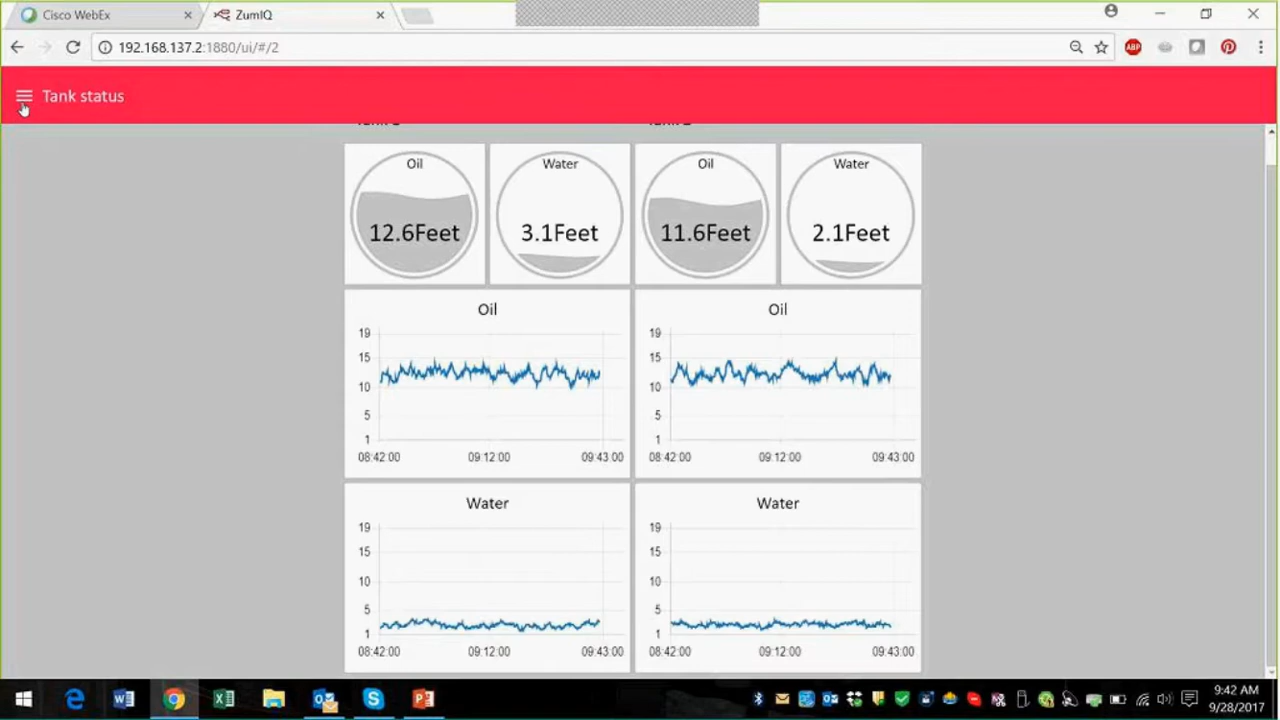 Cisco WebEx
ZumIQ
192.168.137.2:1880/ui/#/2
ABP
Tank status
Oil
Water
Oil
Water
12.6Feet
3.1Feet
11.6Feet
2.1Feet
Oil
19
15
10
5
1
08:42:00 09:12:00 09:43:00
Oil
19
15
10
5
1
08:42:00 09:12:00 09:43:00
Water
19
15
10
5
1
08:42:00 09:12:00 09:43:00
Water
19
15
10
5
1
08:42:00 09:12:00 09:43:00
9:42 AM
9/28/2017